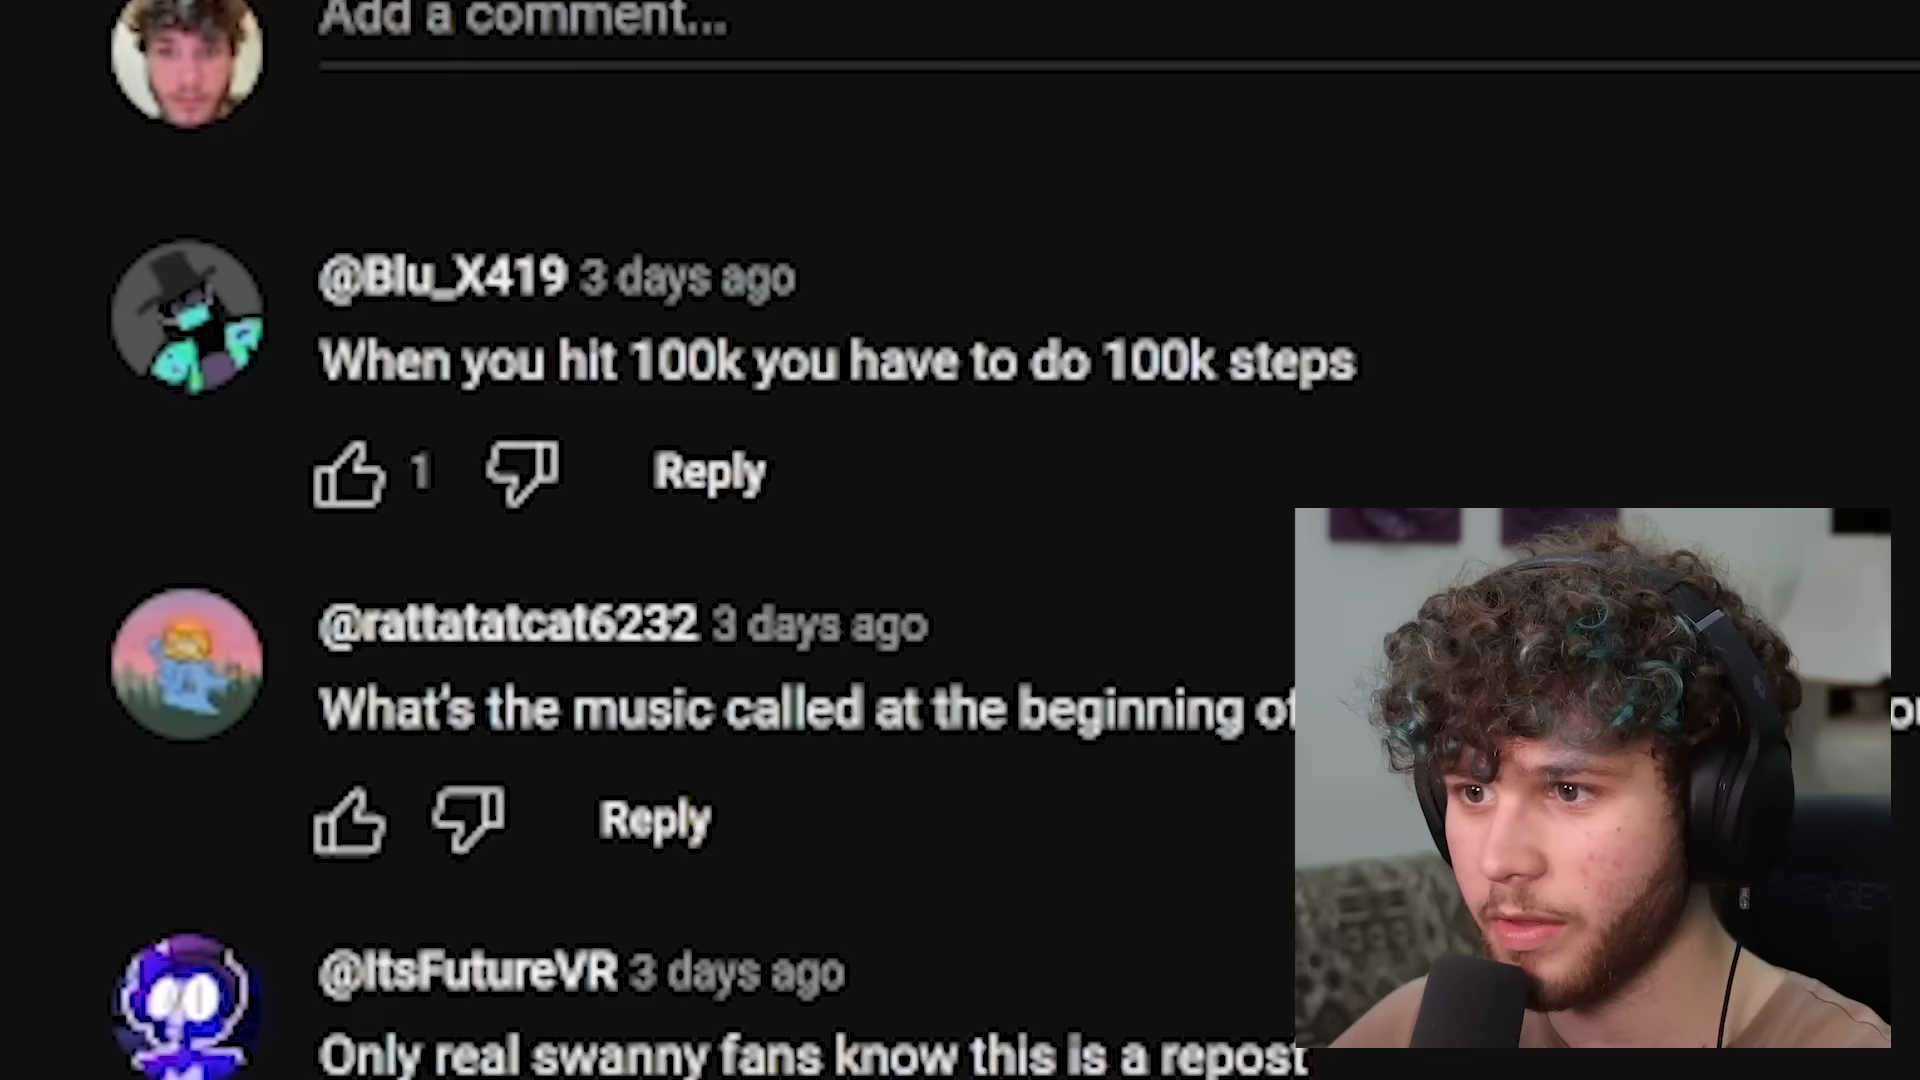 Add a comment...
@Blu_X419 3 days ago
When you hit 100k you have to do 100k steps
1 Reply
@rattatatcat6232 3 days ago
What's the music called at the beginning of
Reply
@ItsFutureVR 3 days ago
Only real swanny fans know this is a repost